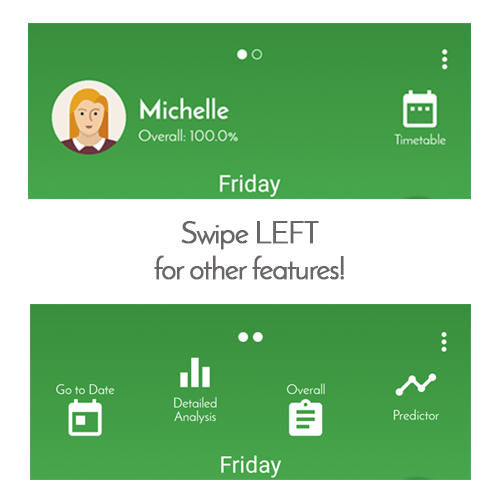 Michelle
Overall: 100.0%
Timetable
Friday
Swipe LEFT
for other features!
Go to Date
Detailed
Analysis
Overall
Predictor
Friday